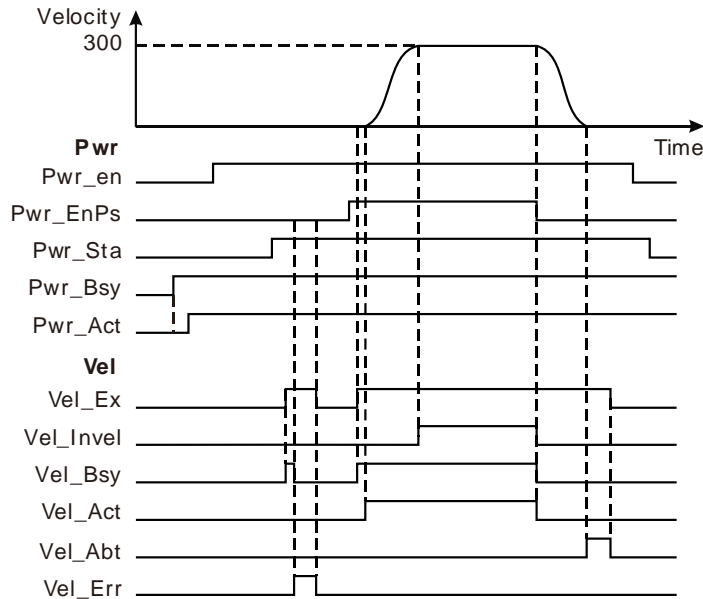 Velocity
300
Time
Pwr
Pwr_en
Pwr_EnPs
Pwr_Sta
Pwr_Bsy
Pwr_Act
Vel
Vel_Ex
Vel_Invel
Vel_Bsy
Vel_Act
Vel_Abt
Vel_Err